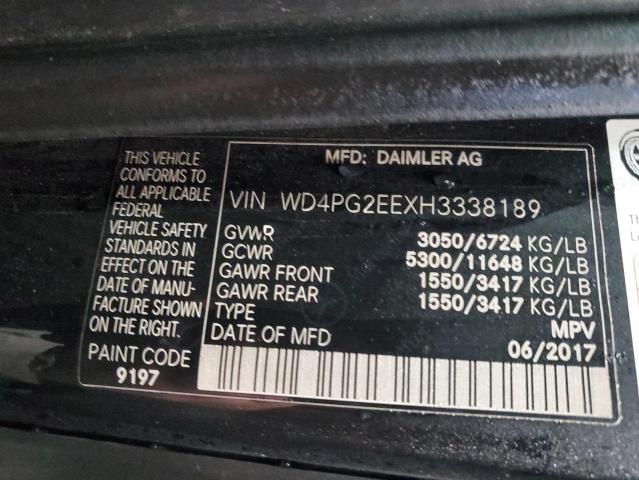 THIS VEHICLE
CONFORMS TO
ALL APPLICABLE
FEDERAL
VEHICLE SAFETY
STANDARDS IN
EFFECT ON THE
DATE OF MANU-
FACTURE SHOWN
ON THE RIGHT.
PAINT CODE
9197
MFD: DAIMLER AG
VIN WD4PG2EEXH3338189
GVWR 3050/6724 KG/LB
GCWR 5300/11648 KG/LB
GAWR FRONT 1550/3417 KG/LB
GAWR REAR 1550/3417 KG/LB
TYPE MPV
DATE OF MFD 06/2017